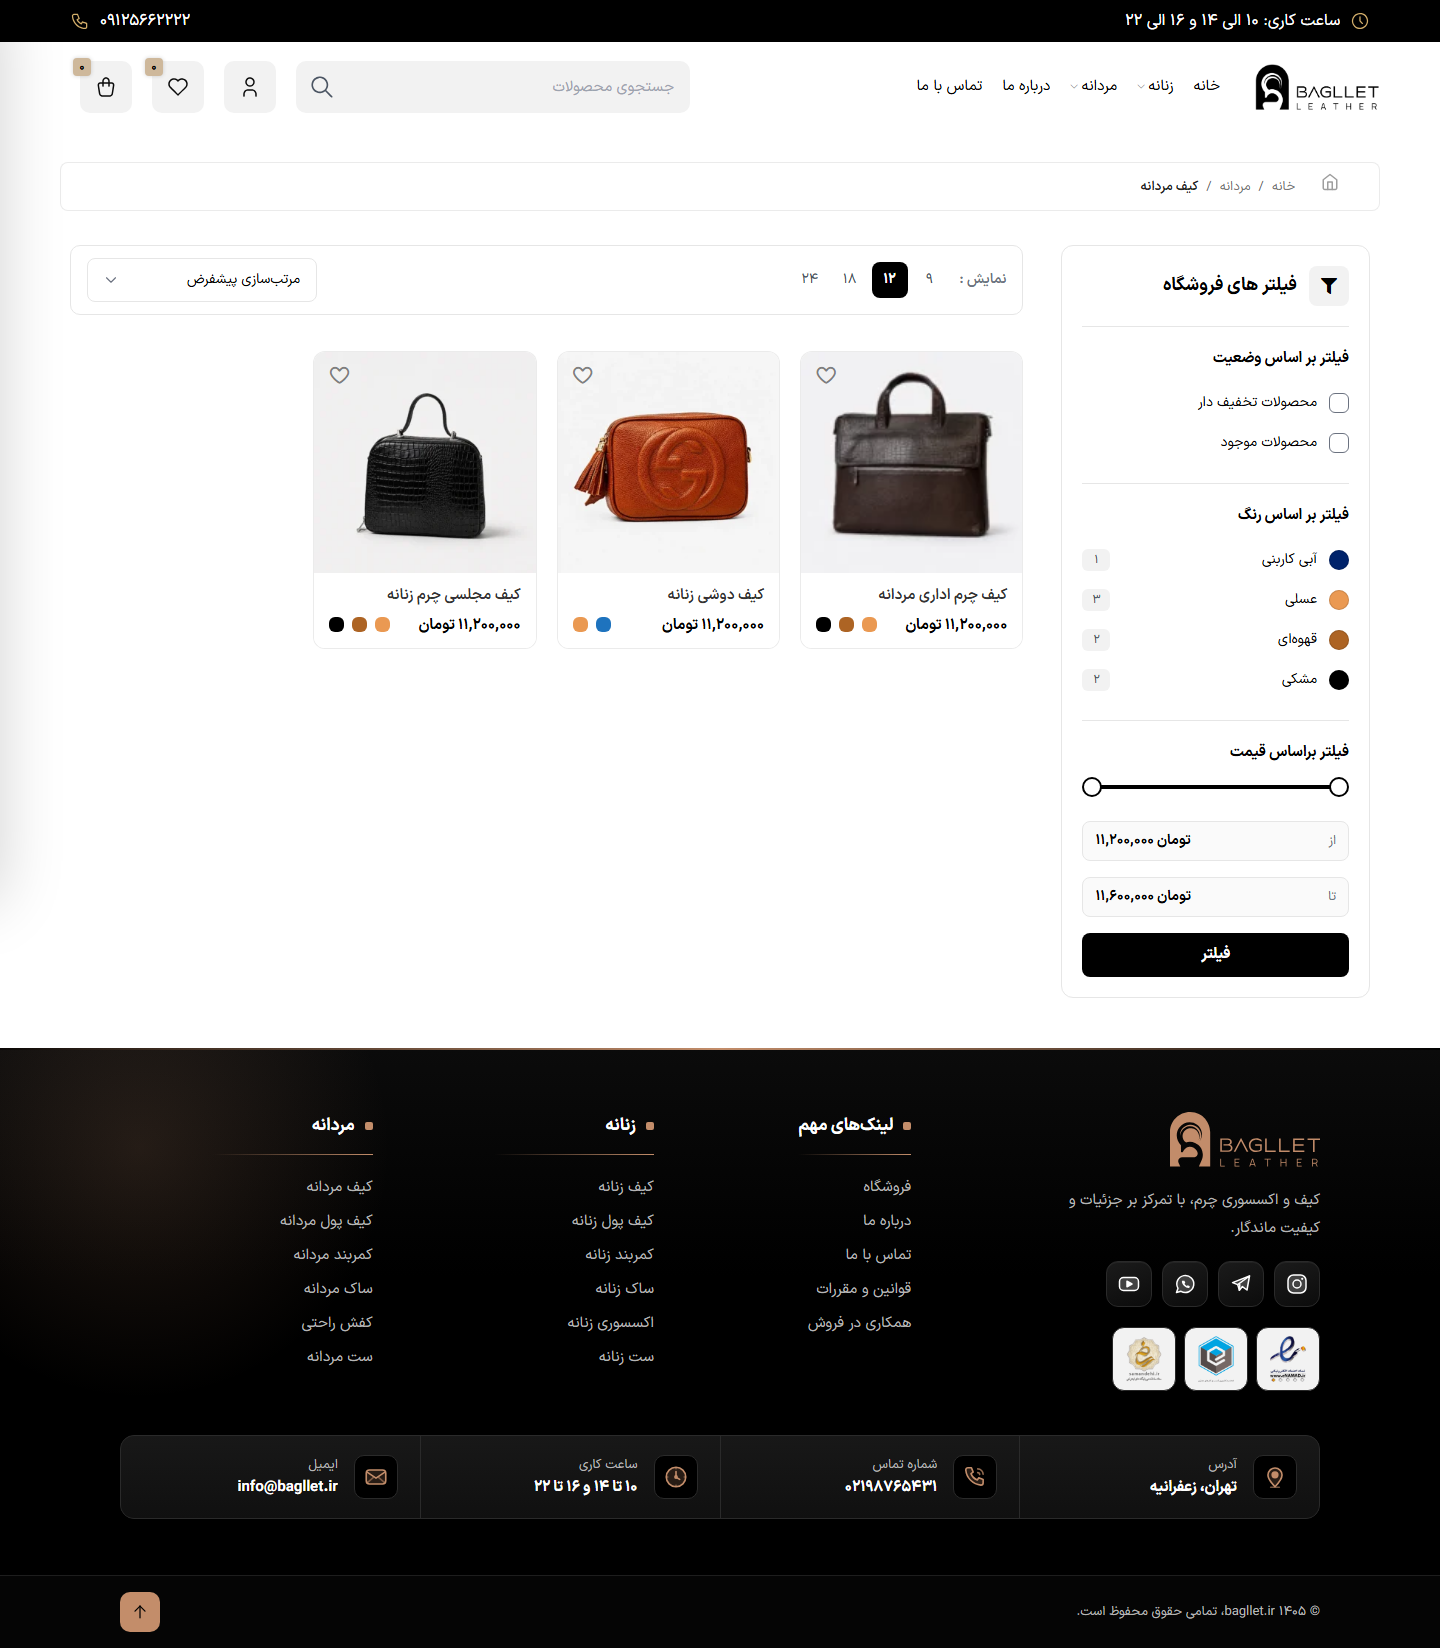 ساعت کاری: ۱۰ الی ۱۴ و ۱۶ الی ۲۲
۰۹۱۲۵۶۶۲۲۲۲
BAGLLET
LEATHER
خانه
زنانه
مردانه
درباره ما
تماس با ما
جستجوی محصولات
۰
۰
خانه / مردانه / کیف مردانه
فیلتر های فروشگاه
فیلتر بر اساس وضعیت
محصولات تخفیف دار
محصولات موجود
فیلتر بر اساس رنگ
آبی کاربنی ۱
عسلی ۳
قهوه‌ای ۲
مشکی ۲
فیلتر براساس قیمت
از تومان ۱۱,۲۰۰,۰۰۰
تا تومان ۱۱,۶۰۰,۰۰۰
فیلتر
نمایش : ۹ ۱۲ ۱۸ ۲۴
مرتب‌سازی پیشفرض
کیف چرم اداری مردانه
۱۱,۲۰۰,۰۰۰ تومان
کیف دوشی زنانه
۱۱,۲۰۰,۰۰۰ تومان
کیف مجلسی چرم زنانه
۱۱,۲۰۰,۰۰۰ تومان
BAGLLET
LEATHER
کیف و اکسسوری چرم، با تمرکز بر جزئیات و
کیفیت ماندگار.
لینک‌های مهم
فروشگاه
درباره ما
تماس با ما
قوانین و مقررات
همکاری در فروش
زنانه
کیف زنانه
کیف پول زنانه
کمربند زنانه
ساک زنانه
اکسسوری زنانه
ست زنانه
مردانه
کیف مردانه
کیف پول مردانه
کمربند مردانه
ساک مردانه
کفش راحتی
ست مردانه
آدرس
تهران، زعفرانیه
شماره تماس
۰۲۱۹۸۷۶۵۴۳۱
ساعت کاری
۱۰ تا ۱۴ و ۱۶ تا ۲۲
ایمیل
info@bagllet.ir
© ۱۴۰۵ bagllet.ir، تمامی حقوق محفوظ است.